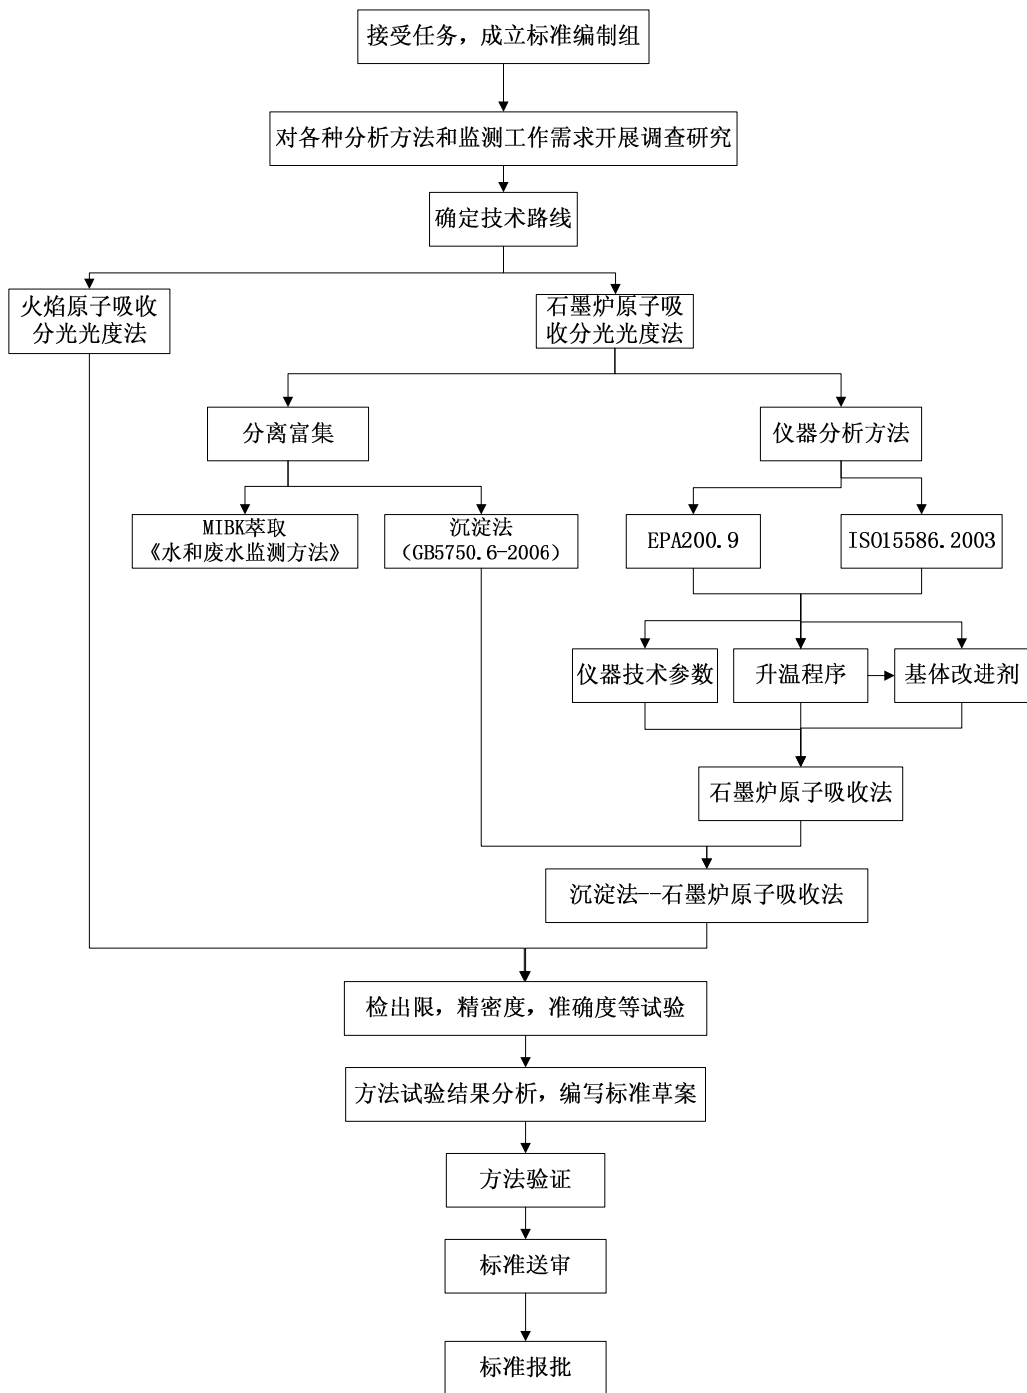 接受任务，成立标准编制组
对各种分析方法和监测工作需求开展调查研究
确定技术路线
火焰原子吸收
分光光度法
石墨炉原子吸
收分光光度法
分离富集
仪器分析方法
MIBK萃取
《水和废水监测方法》
沉淀法
（GB5750.6-2006）
EPA200.9
ISO15586.2003
仪器技术参数
升温程序
基体改进剂
石墨炉原子吸收法
沉淀法--石墨炉原子吸收法
检出限，精密度，准确度等试验
方法试验结果分析，编写标准草案
方法验证
标准送审
标准报批